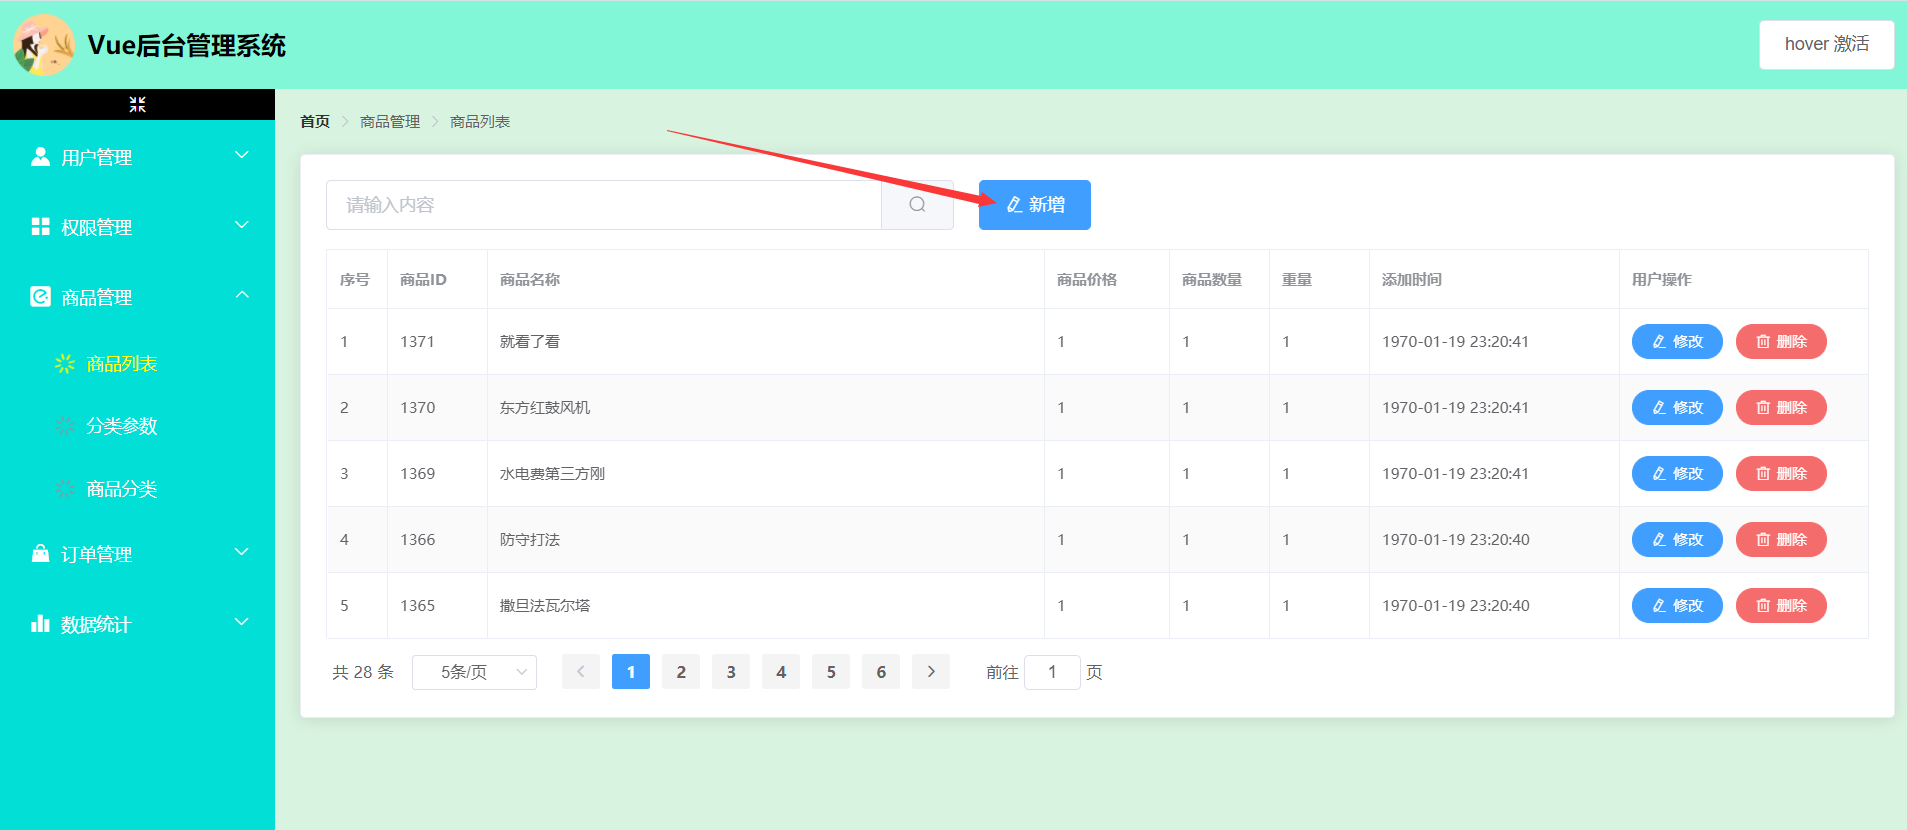 Vue后台管理系统
hover 激活
首页 商品管理 商品列表
用户管理
权限管理
商品管理
商品列表
分类参数
商品分类
订单管理
数据统计
请输入内容
新增
序号 商品ID 商品名称 商品价格 商品数量 重量 添加时间 用户操作
1 1371 就看了看 1 1 1 1970-01-19 23:20:41 修改 删除
2 1370 东方红鼓风机 1 1 1 1970-01-19 23:20:41 修改 删除
3 1369 水电费第三方刚 1 1 1 1970-01-19 23:20:41 修改 删除
4 1366 防守打法 1 1 1 1970-01-19 23:20:40 修改 删除
5 1365 撒旦法瓦尔塔 1 1 1 1970-01-19 23:20:40 修改 删除
共 28 条 5条/页 1 2 3 4 5 6 前往 1 页